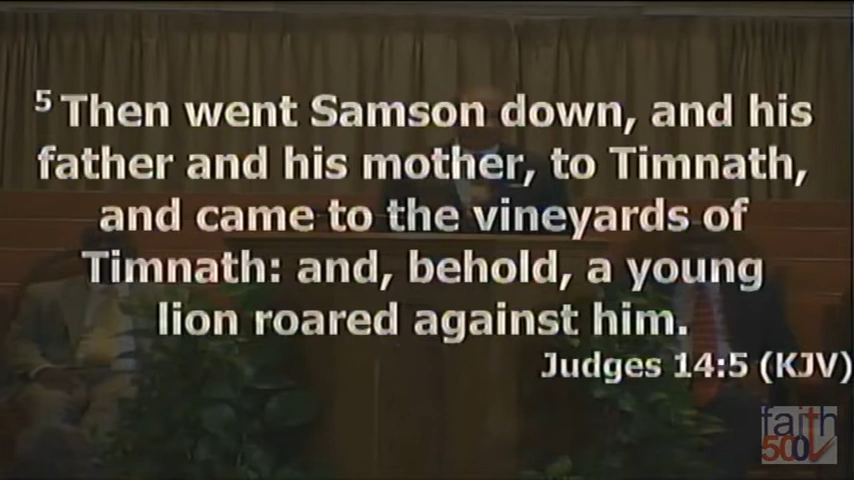 5 Then went Samson down, and his
father and his mother, to Timnath,
and came to the vineyards of
Timnath: and, behold, a young
lion roared against him.
Judges 14:5 (KJV)
faith
500